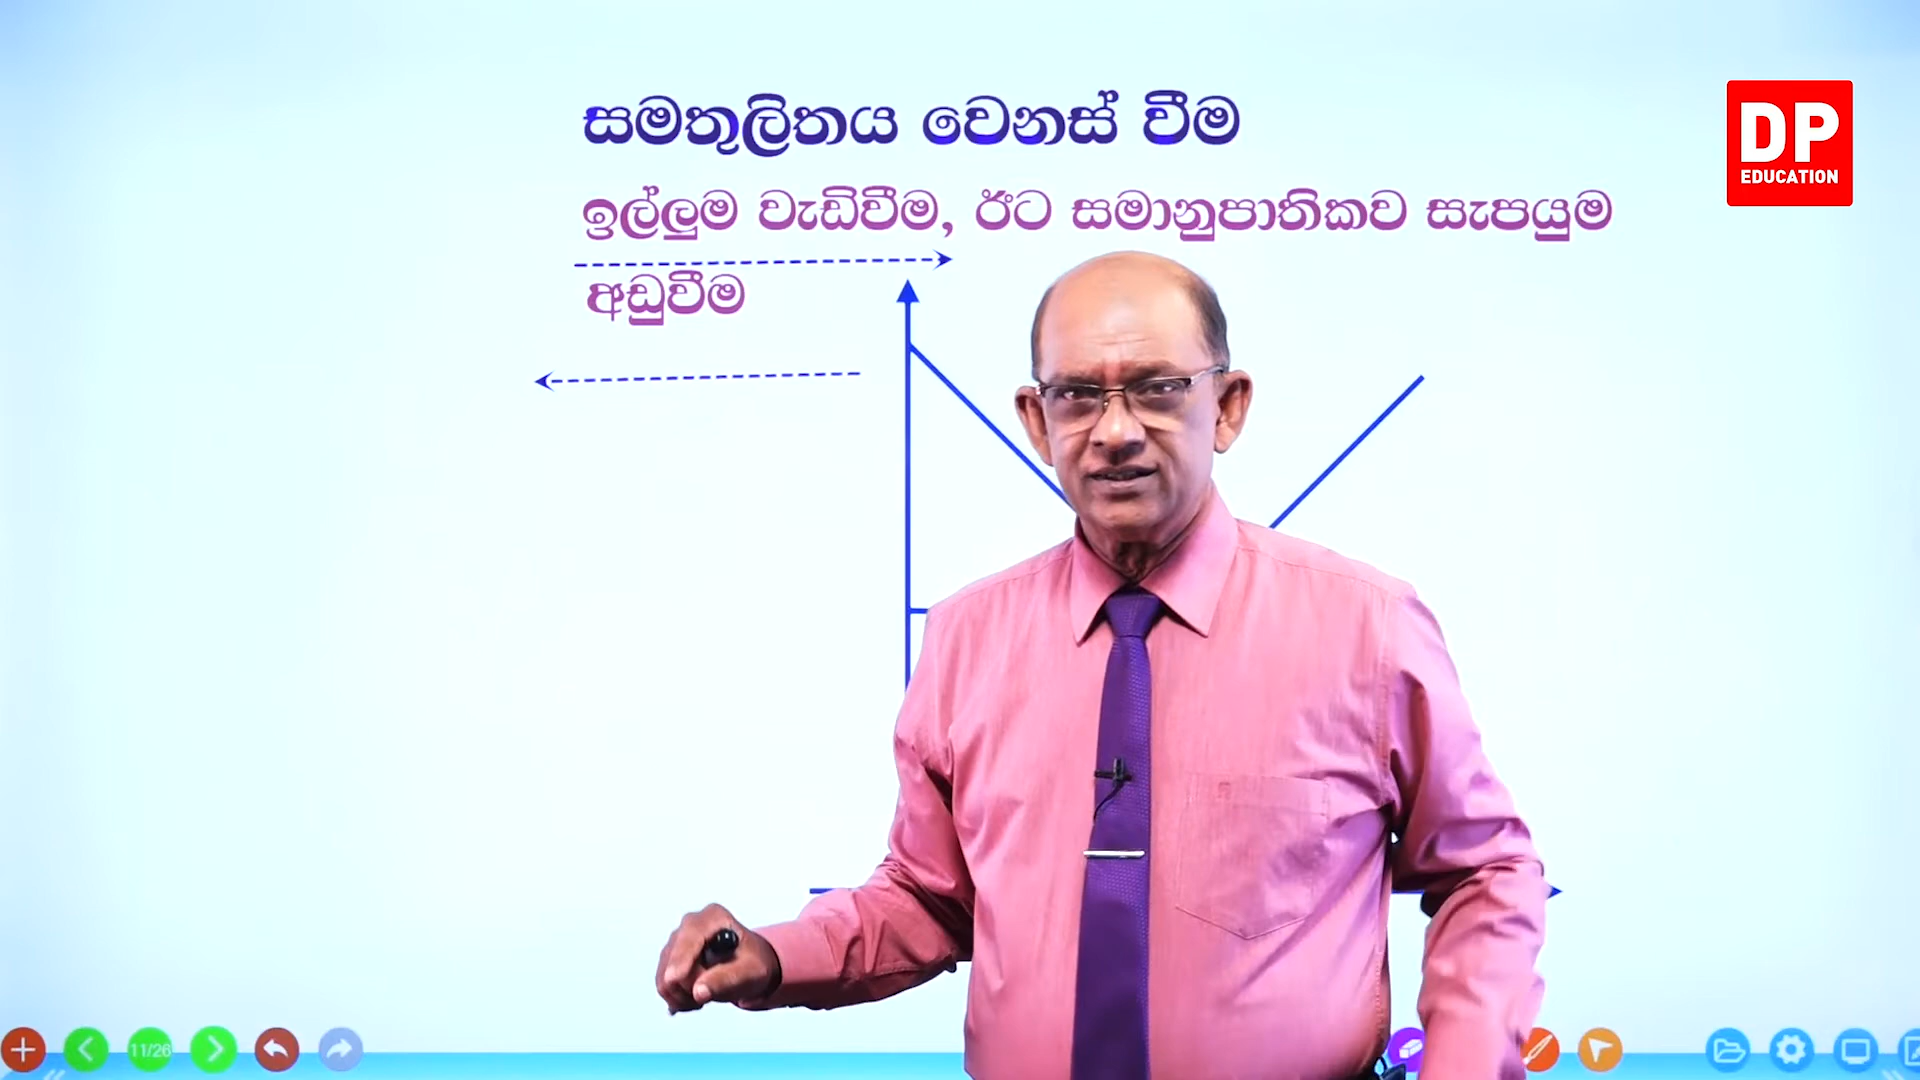 සමතුලිතය වෙනස් වීම
ඉල්ලුම වැඩිවීම, ඊට සමානුපාතිකව සැපයුම
අඩුවීම
DP
EDUCATION
11/26